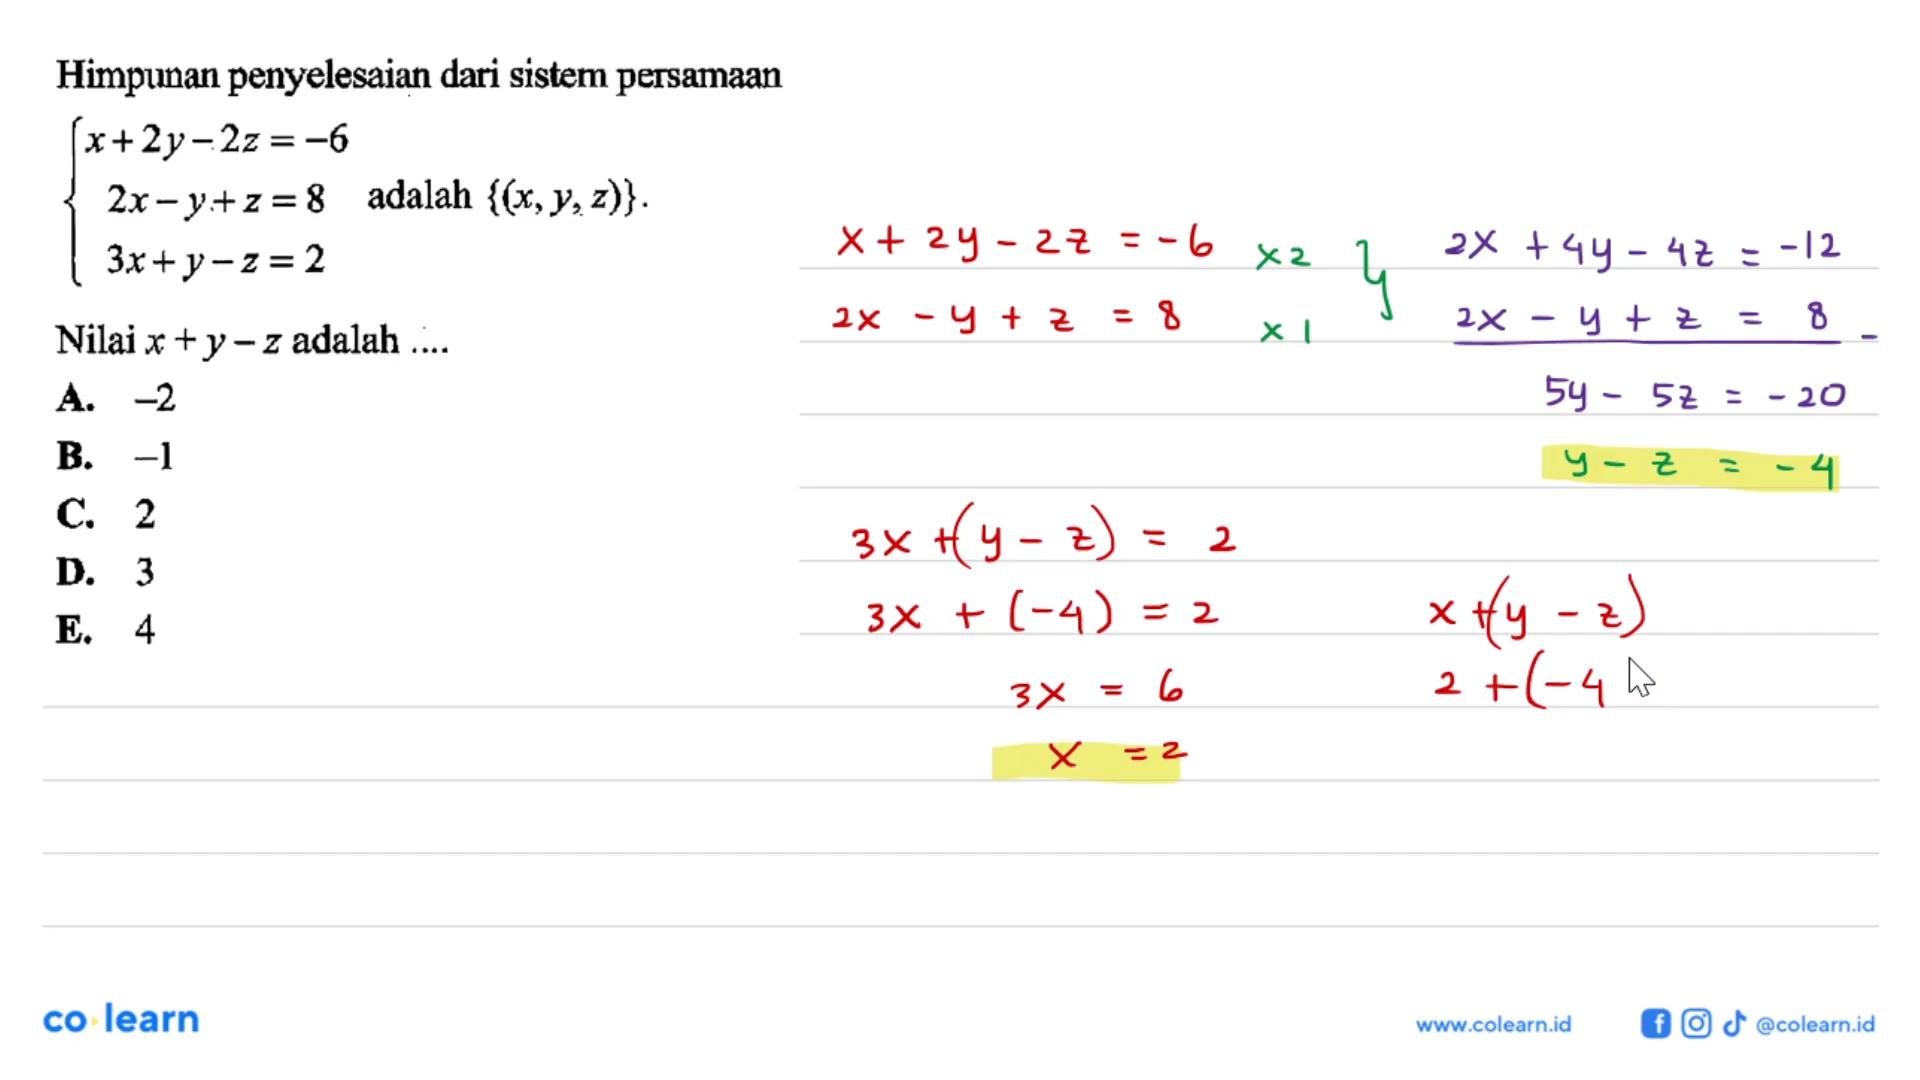 Himpunan penyelesaian dari sistem persamaan
x + 2y – 2z = –6
2x – y + z = 8 adalah {(x, y, z)}.
3x + y – z = 2
Nilai x + y – z adalah ....
A. –2
B. –1
C. 2
D. 3
E. 4
x + 2y - 2z = -6 x2
2x - y + z = 8 x1
2x + 4y - 4z = -12
2x - y + z = 8 -
5y - 5z = -20
y - z = -4
3x + (y - z) = 2
3x + (-4) = 2
3x = 6
x = 2
x + (y - z)
2 + (-4
co learn
www.colearn.id
@colearn.id